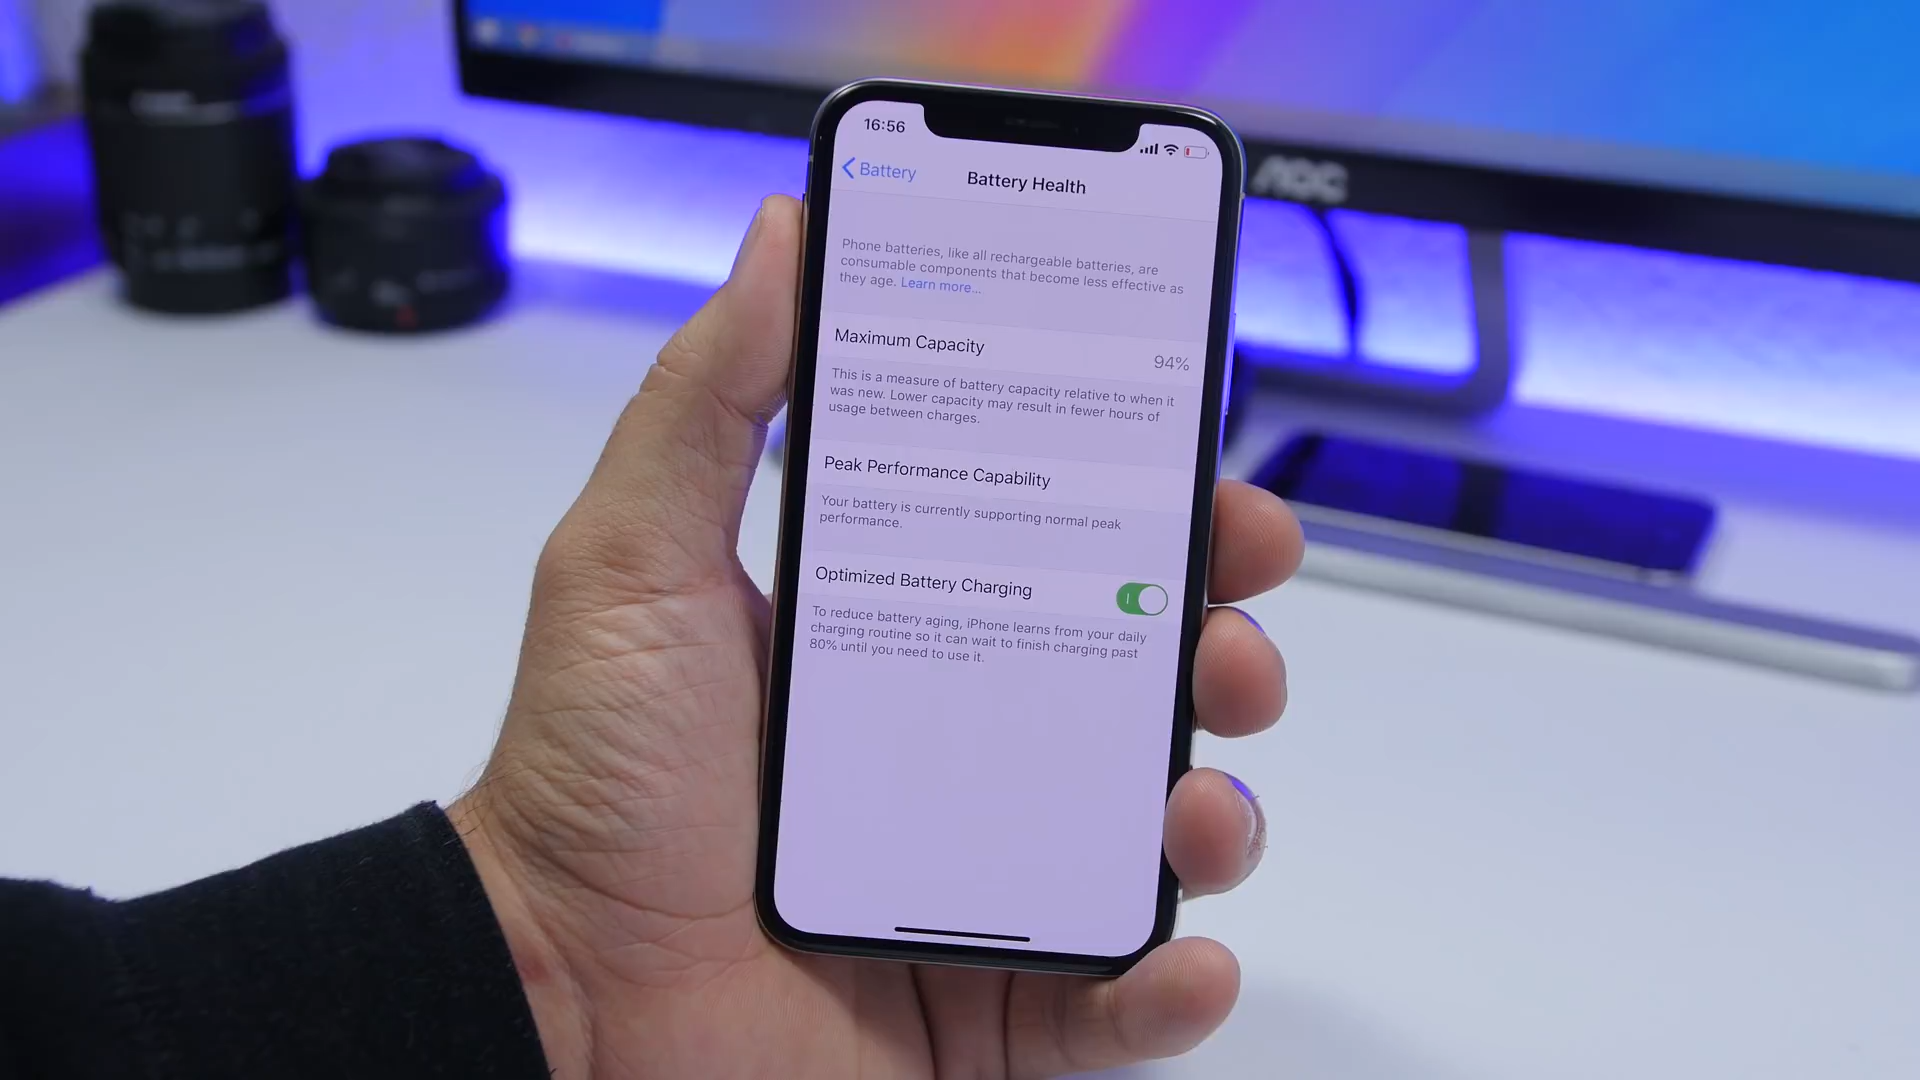 16:56
Battery
Battery Health
Phone batteries, like all rechargeable batteries, are
consumable components that become less effective as
they age. Learn more...
Maximum Capacity
94%
This is a measure of battery capacity relative to when it
was new. Lower capacity may result in fewer hours of
usage between charges.
Peak Performance Capability
Your battery is currently supporting normal peak
performance.
Optimized Battery Charging
To reduce battery aging, iPhone learns from your daily
charging routine so it can wait to finish charging past
80% until you need to use it.
AOC